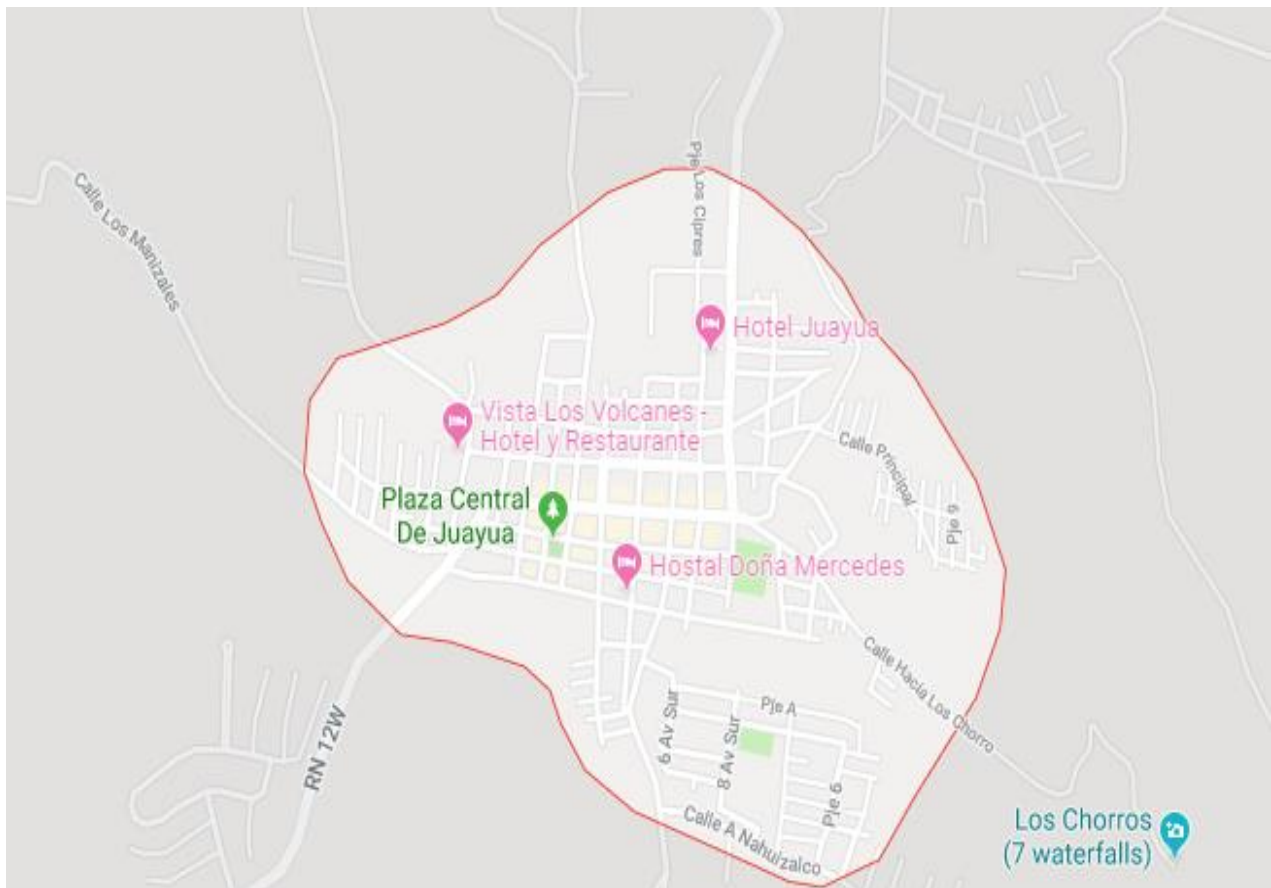 Pje Los Cipres
Calle Los Manizales
Hotel Juayua
Vista Los Volcanes -
Hotel y Restaurante
Calle Principal
Plaza Central
De Juayua
Pje 9
Hostal Doña Mercedes
Calle Hacía Los Chorro
6 Av Sur
Pje A
8 Av Sur
RN 12W
Pje 6
Calle A Nahuizalco
Los Chorros
(7 waterfalls)